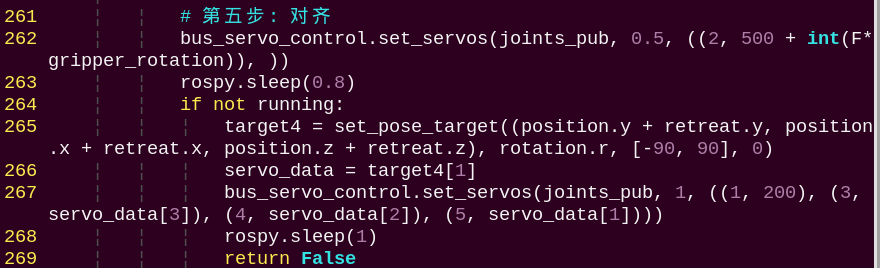 261 # 第五步: 对齐
262 bus_servo_control.set_servos(joints_pub, 0.5, ((2, 500 + int(F*
gripper_rotation)), ))
263 rospy.sleep(0.8)
264 if not running:
265 target4 = set_pose_target((position.y + retreat.y, position
.x + retreat.x, position.z + retreat.z), rotation.r, [-90, 90], 0)
266 servo_data = target4[1]
267 bus_servo_control.set_servos(joints_pub, 1, ((1, 200), (3, 
servo_data[3]), (4, servo_data[2]), (5, servo_data[1])))
268 rospy.sleep(1)
269 return False